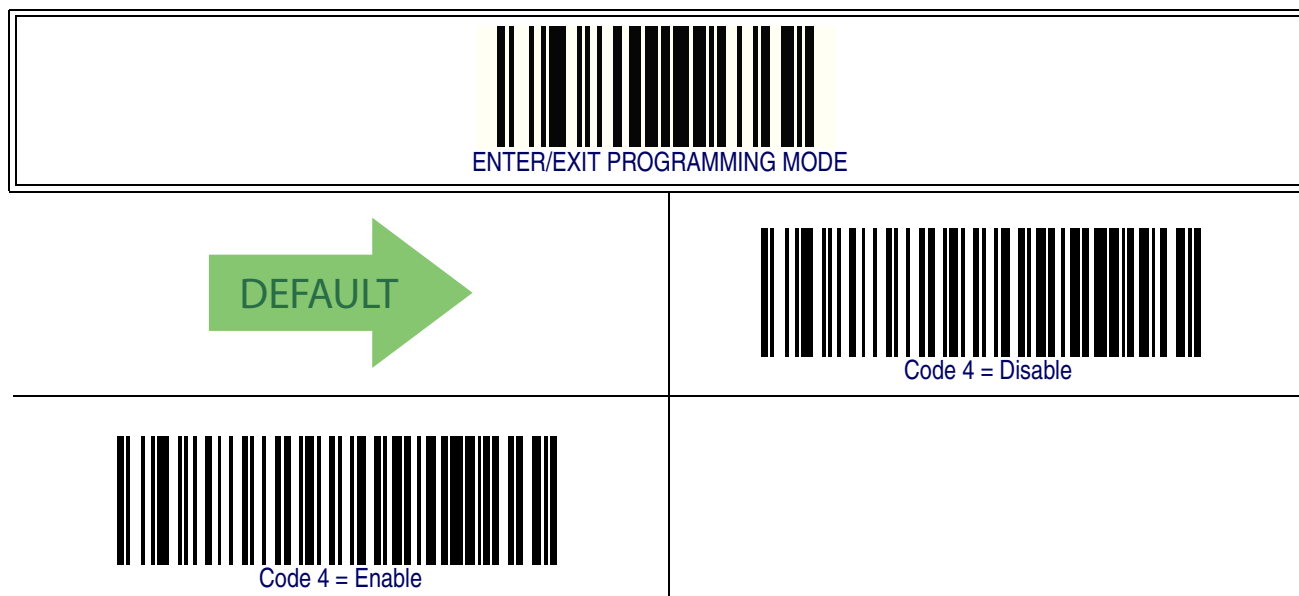 ENTER/EXIT PROGRAMMING MODE
DEFAULT
Code 4 = Disable
Code 4 = Enable